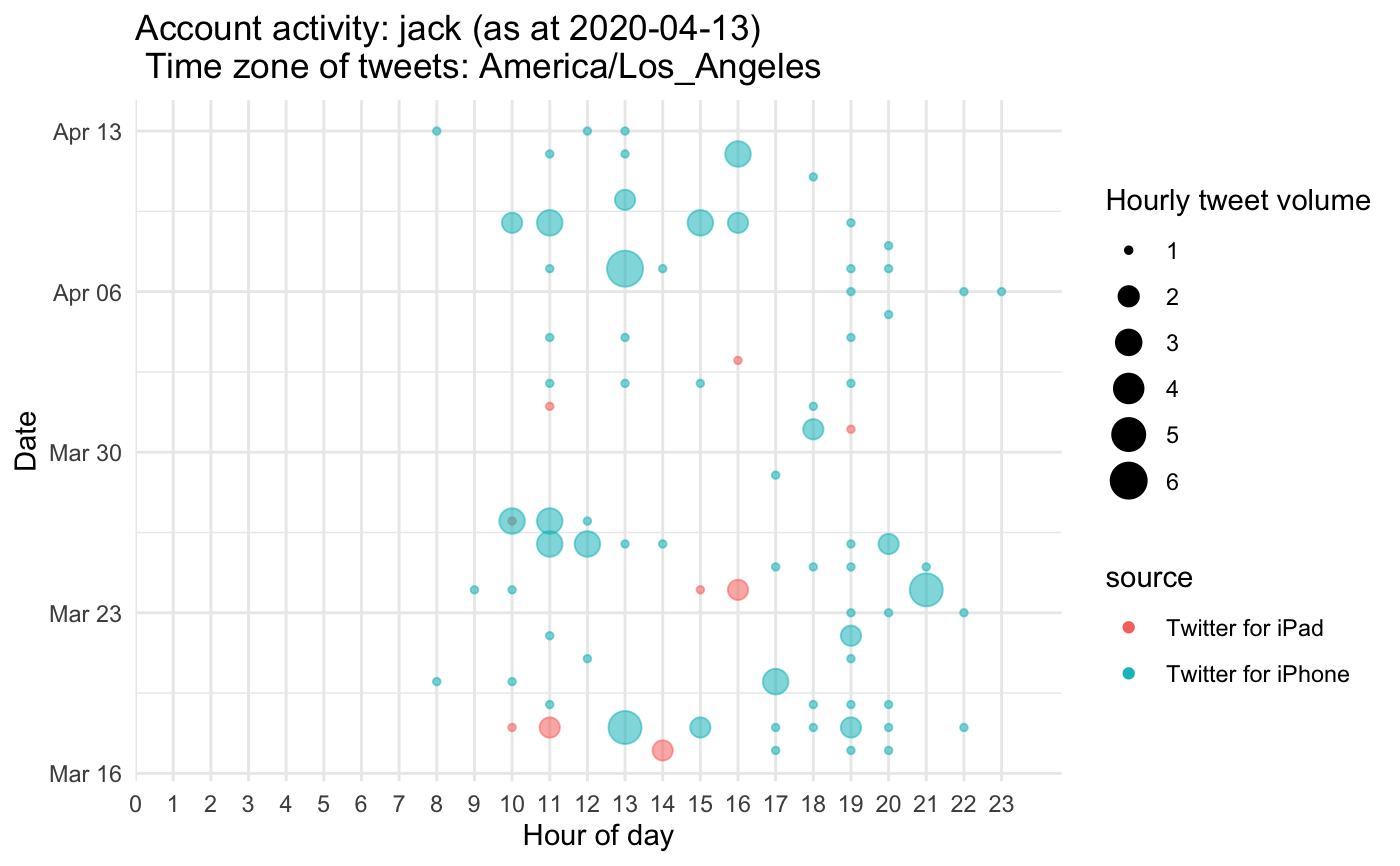 Account activity: jack (as at 2020-04-13)
Time zone of tweets: America/Los_Angeles
Date
Apr 13
Apr 06
Mar 30
Mar 23
Mar 16
0 1 2 3 4 5 6 7 8 9 10 11 12 13 14 15 16 17 18 19 20 21 22 23
Hour of day
Hourly tweet volume
1
2
3
4
5
6
source
Twitter for iPad
Twitter for iPhone